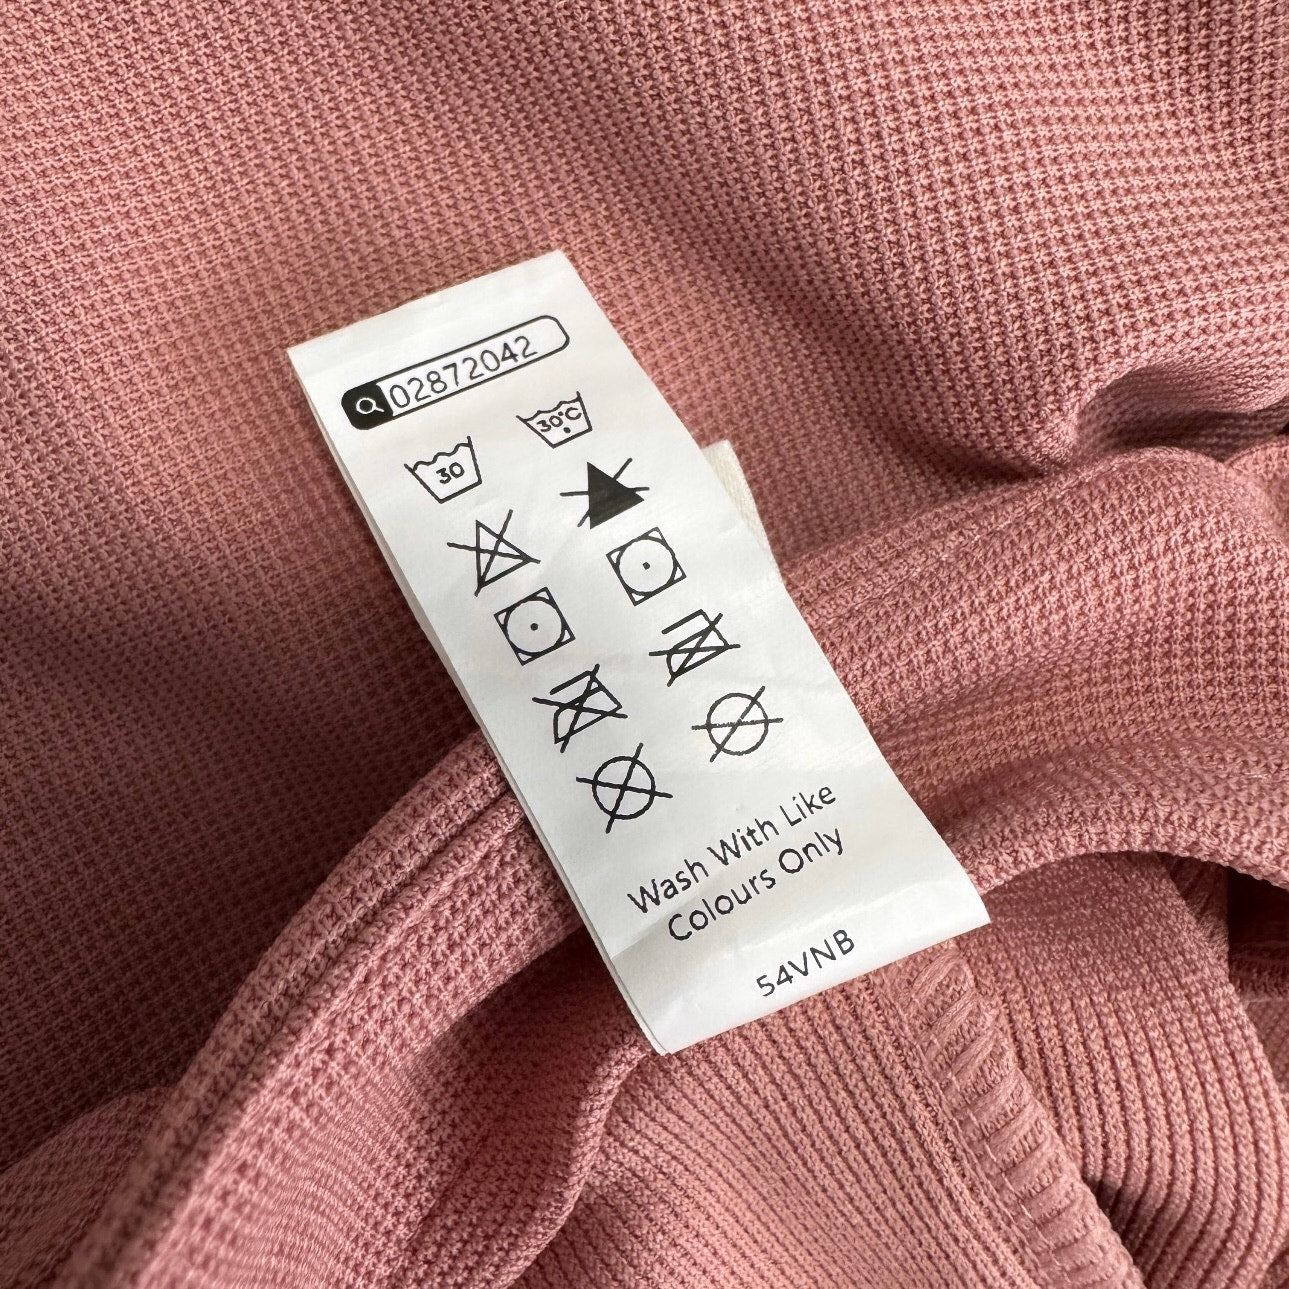 02872042
30 30°C
Wash With Like
Colours Only
54VNB